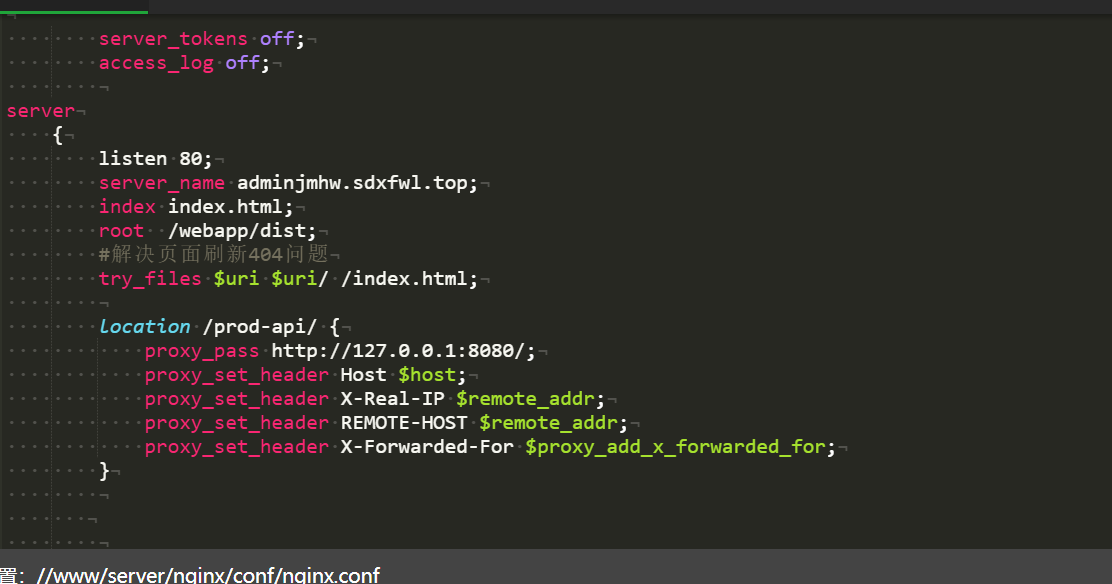 server_tokens off;
access_log off;
server
{
listen 80;
server_name adminjmhw.sdxfwl.top;
index index.html;
root  /webapp/dist;
#解决页面刷新404问题
try_files $uri $uri/ /index.html;
location /prod-api/ {
proxy_pass http://127.0.0.1:8080/;
proxy_set_header Host $host;
proxy_set_header X-Real-IP $remote_addr;
proxy_set_header REMOTE-HOST $remote_addr;
proxy_set_header X-Forwarded-For $proxy_add_x_forwarded_for;
}
置：//www/server/nginx/conf/nginx.conf